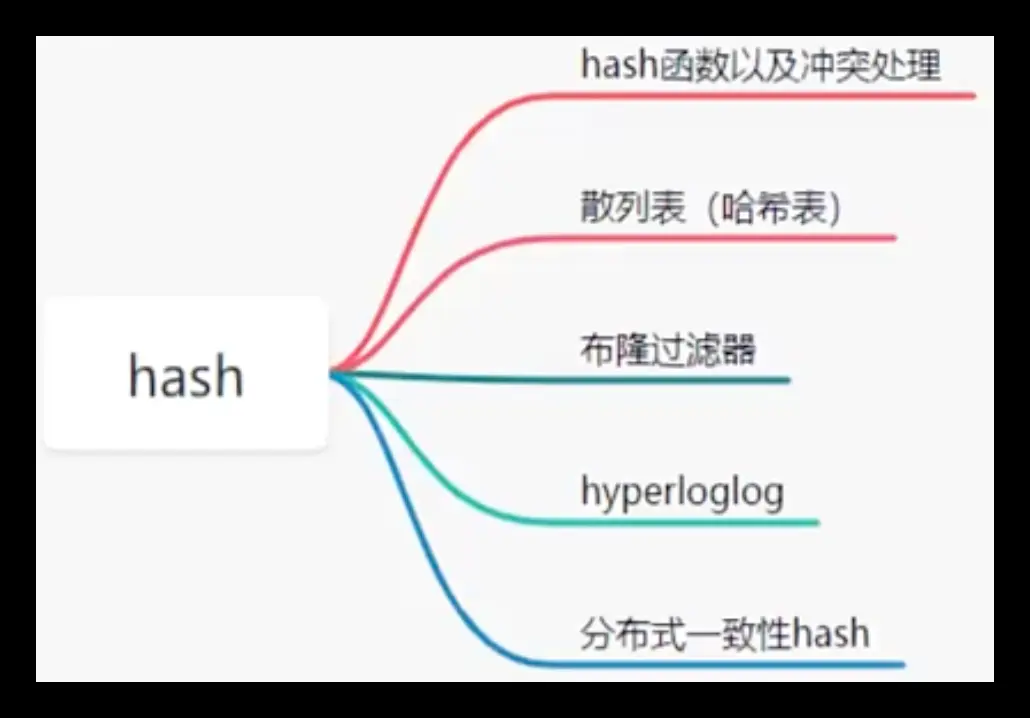 hash函数以及冲突处理
散列表（哈希表）
布隆过滤器
hash
hyperloglog
分布式一致性hash